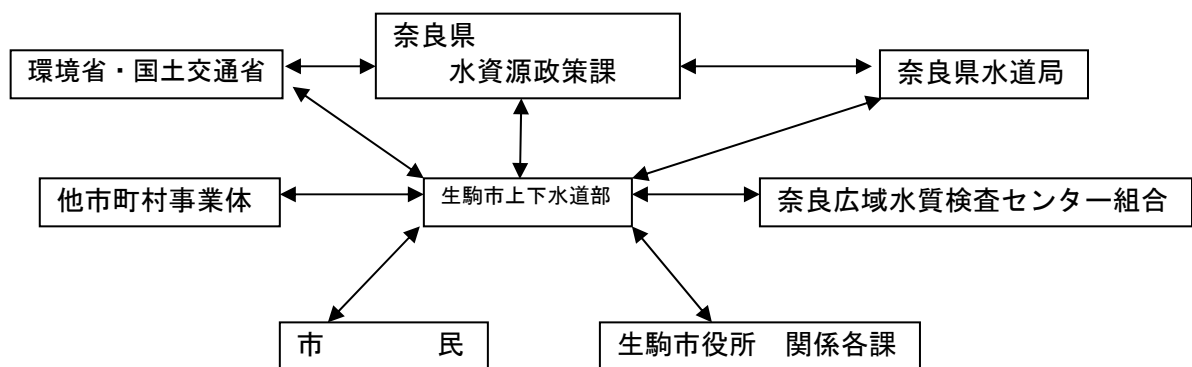 奈良県
水資源政策課
環境省・国土交通省
奈良県水道局
他市町村事業体
生駒市上下水道部
奈良広域水質検査センター組合
市　　　　民
生駒市役所　関係各課